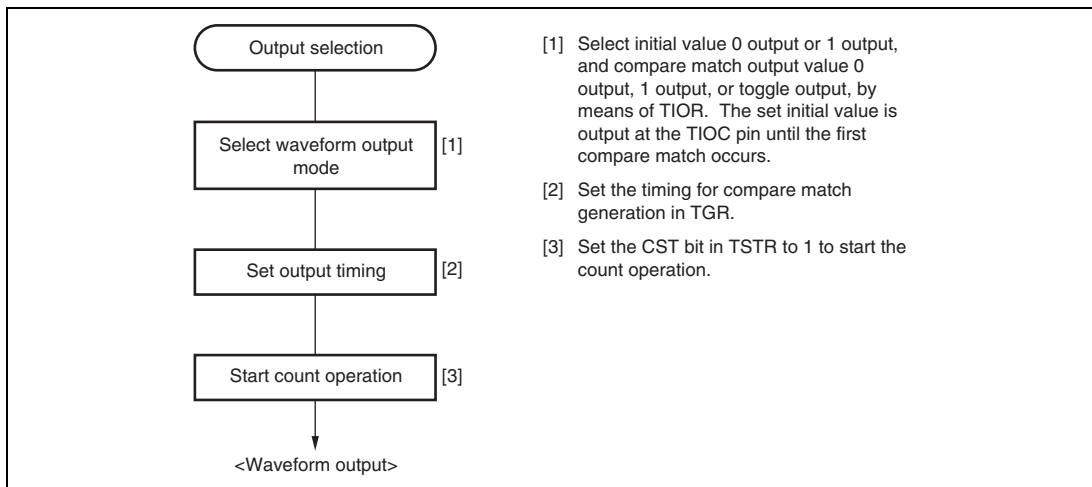 Output selection
Select waveform output
mode
[1]
Set output timing
[2]
Start count operation
[3]
<Waveform output>
[1] Select initial value 0 output or 1 output,
and compare match output value 0
output, 1 output, or toggle output, by
means of TIOR.  The set initial value is
output at the TIOC pin until the first
compare match occurs.
[2] Set the timing for compare match
generation in TGR.
[3] Set the CST bit in TSTR to 1 to start the
count operation.